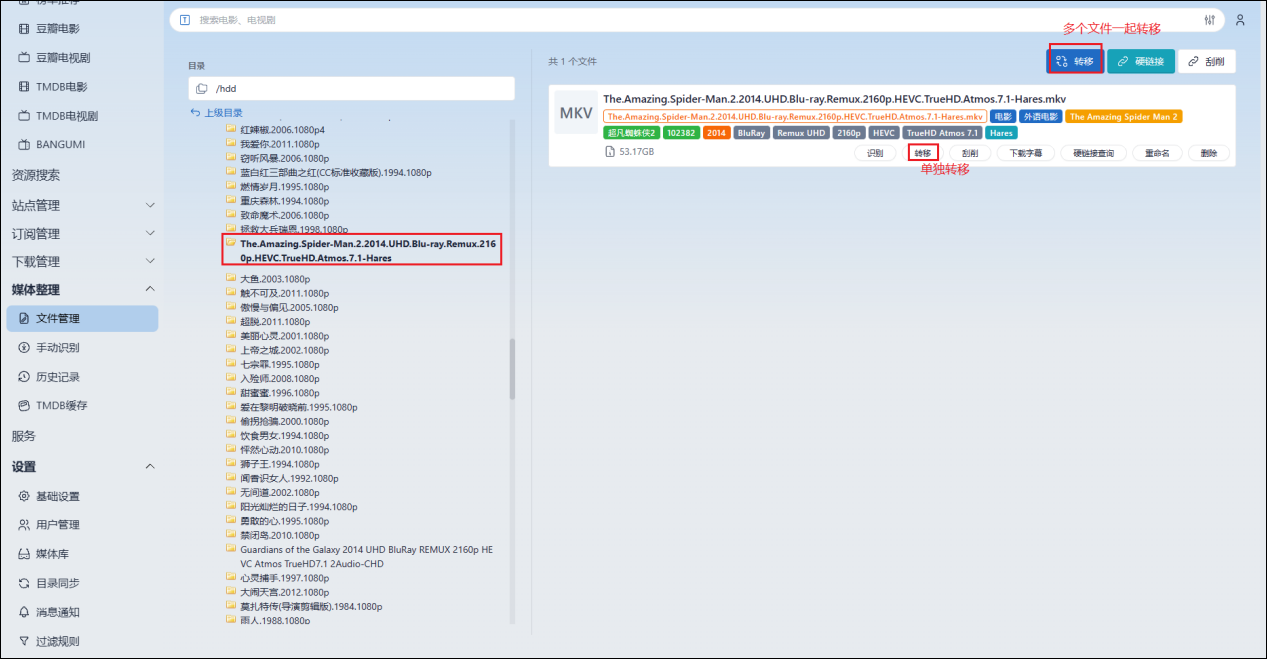 豆瓣电影
豆瓣电视剧
TMDB电影
TMDB电视剧
BANGUMI
资源搜索
站点管理
订阅管理
下载管理
媒体整理
文件管理
手动识别
历史记录
TMDB缓存
服务
设置
基础设置
用户管理
媒体库
目录同步
消息通知
过滤规则
搜索电影、电视剧
目录
/hdd
上级目录
红辣椒.2006.1080p4
我爱你.2011.1080p
窃听风暴.2006.1080p
蓝白红三部曲之红(CC标准收藏版).1994.1080p
燃情岁月.1995.1080p
重庆森林.1994.1080p
致命魔术.2006.1080p
拯救大兵瑞恩.1998.1080p
The.Amazing.Spider-Man.2.2014.UHD.Blu-ray.Remux.216
0p.HEVC.TrueHD.Atmos.7.1-Hares
大鱼.2003.1080p
触不可及.2011.1080p
傲慢与偏见.2005.1080p
超脱.2011.1080p
美丽心灵.2001.1080p
上帝之城.2002.1080p
七宗罪.1995.1080p
入殓师.2008.1080p
甜蜜蜜.1996.1080p
爱在黎明破晓前.1995.1080p
偷拐抢骗.2000.1080p
饮食男女.1994.1080p
怦然心动.2010.1080p
狮子王.1994.1080p
闻香识女人.1992.1080p
无间道.2002.1080p
阳光灿烂的日子.1994.1080p
勇敢的心.1995.1080p
禁闭岛.2010.1080p
Guardians of the Galaxy 2014 UHD BluRay REMUX 2160p HE
VC Atmos TrueHD7.1 2Audio-CHD
心灵捕手.1997.1080p
大闹天宫.2012.1080p
莫扎特传(导演剪辑版).1984.1080p
雨人.1988.1080p
多个文件一起转移
共 1 个文件
转移 硬链接 刮削
MKV
The.Amazing.Spider-Man.2.2014.UHD.Blu-ray.Remux.2160p.HEVC.TrueHD.Atmos.7.1-Hares.mkv
The.Amazing.Spider-Man.2.2014.UHD.Blu-ray.Remux.2160p.HEVC.TrueHD.Atmos.7.1-Hares.mkv 电影 外语电影 The Amazing Spider Man 2
超凡蜘蛛侠2 102382 2014 BluRay Remux UHD 2160p HEVC TrueHD Atmos 7.1 Hares
53.17GB 识别 转移 刮削 下载字幕 硬链接查询 重命名 删除
单独转移